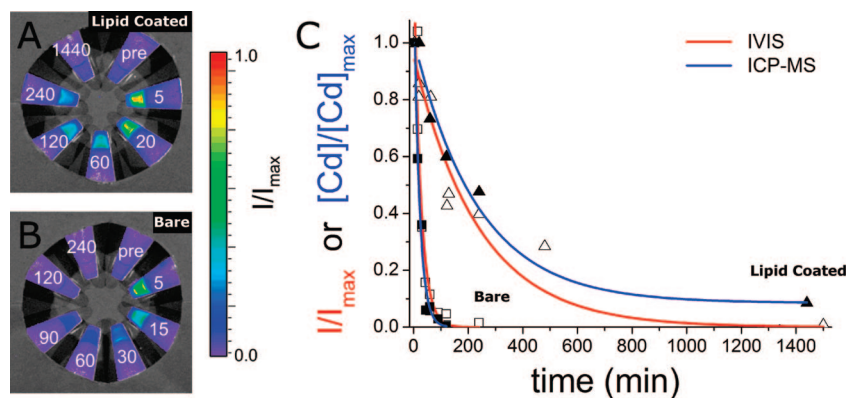 A
Lipid Coated
1440
pre
240
5
120
20
60
1.0
0.0
I/Imax
B
Bare
240
pre
120
5
90
15
60
30
C
IVIS
ICP-MS
I/Imax or [Cd]/[Cd]max
1.0
0.8
0.6
0.4
0.2
0.0
Bare
Lipid Coated
0 200 400 600 800 1000 1200 1400
time (min)